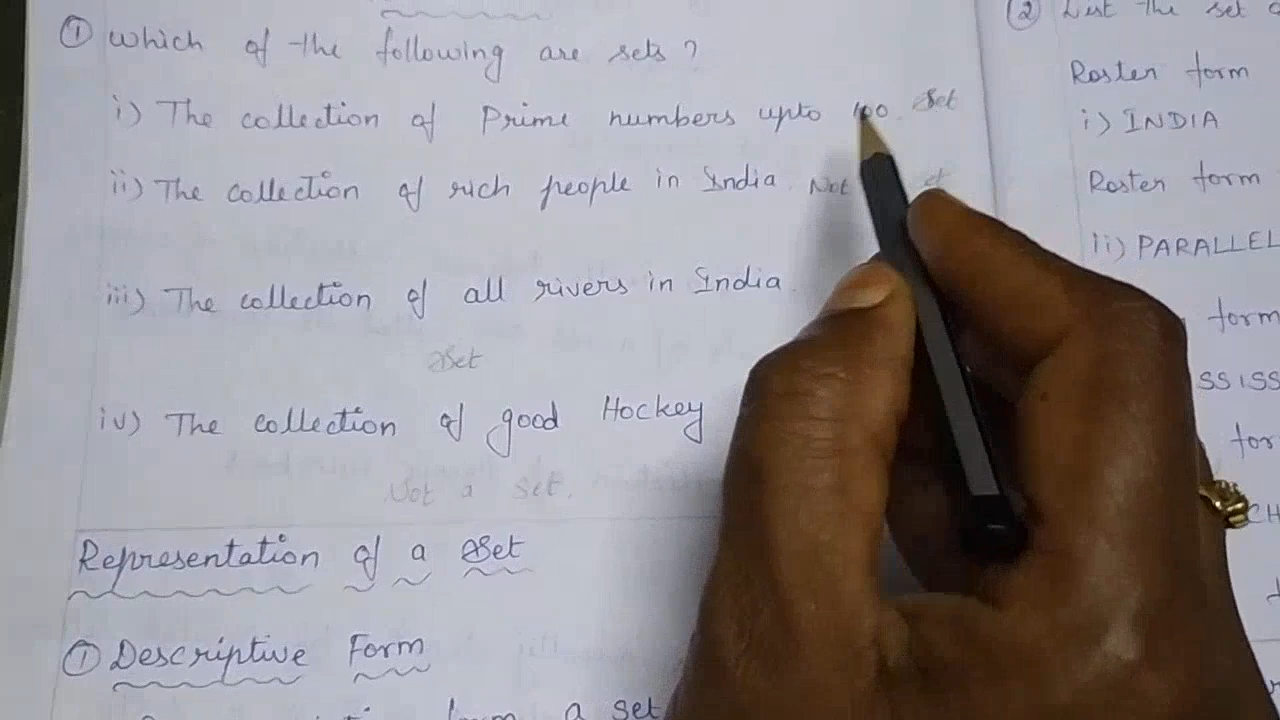 ① Which of the following are sets?
i) The collection of Prime numbers upto 100. Set
ii) The collection of rich people in India. Not
iii) The collection of all rivers in India.
Set
iv) The collection of good Hockey
Not a set.
Representation of a Set
① Descriptive Form
a set
② List the set
Roster form
i) INDIA
Roster form
ii) PARALLEL
form
SSISS
for
CH